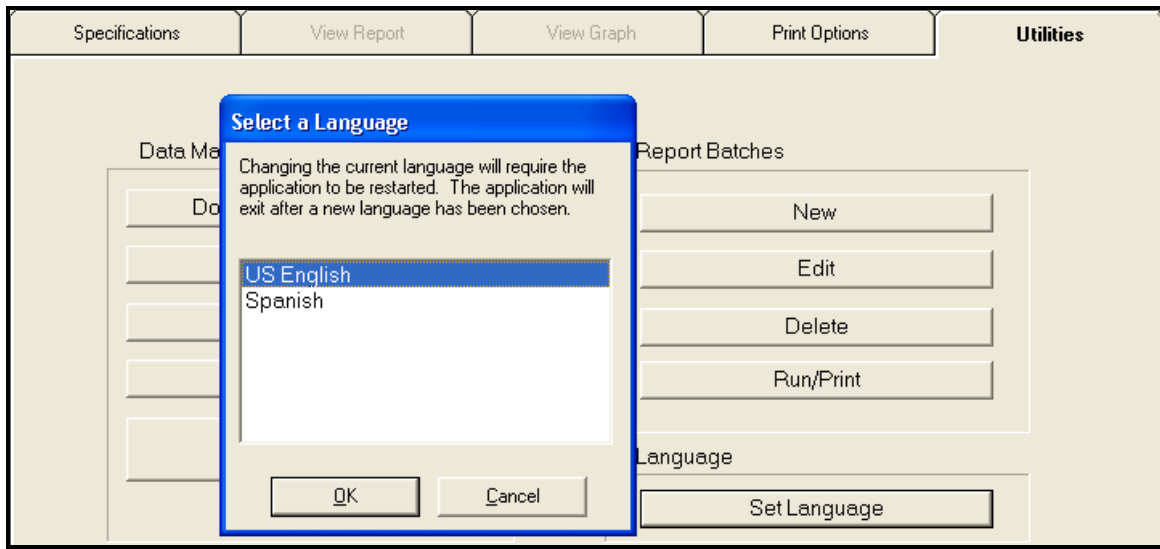 Specifications
View Report
View Graph
Print Options
Utilities
Select a Language
Data Ma
Report Batches
Changing the current language will require the
application to be restarted. The application will
exit after a new language has been chosen.
Do
New
Edit
US English
Spanish
Delete
Run/Print
Language
OK
Cancel
Set Language